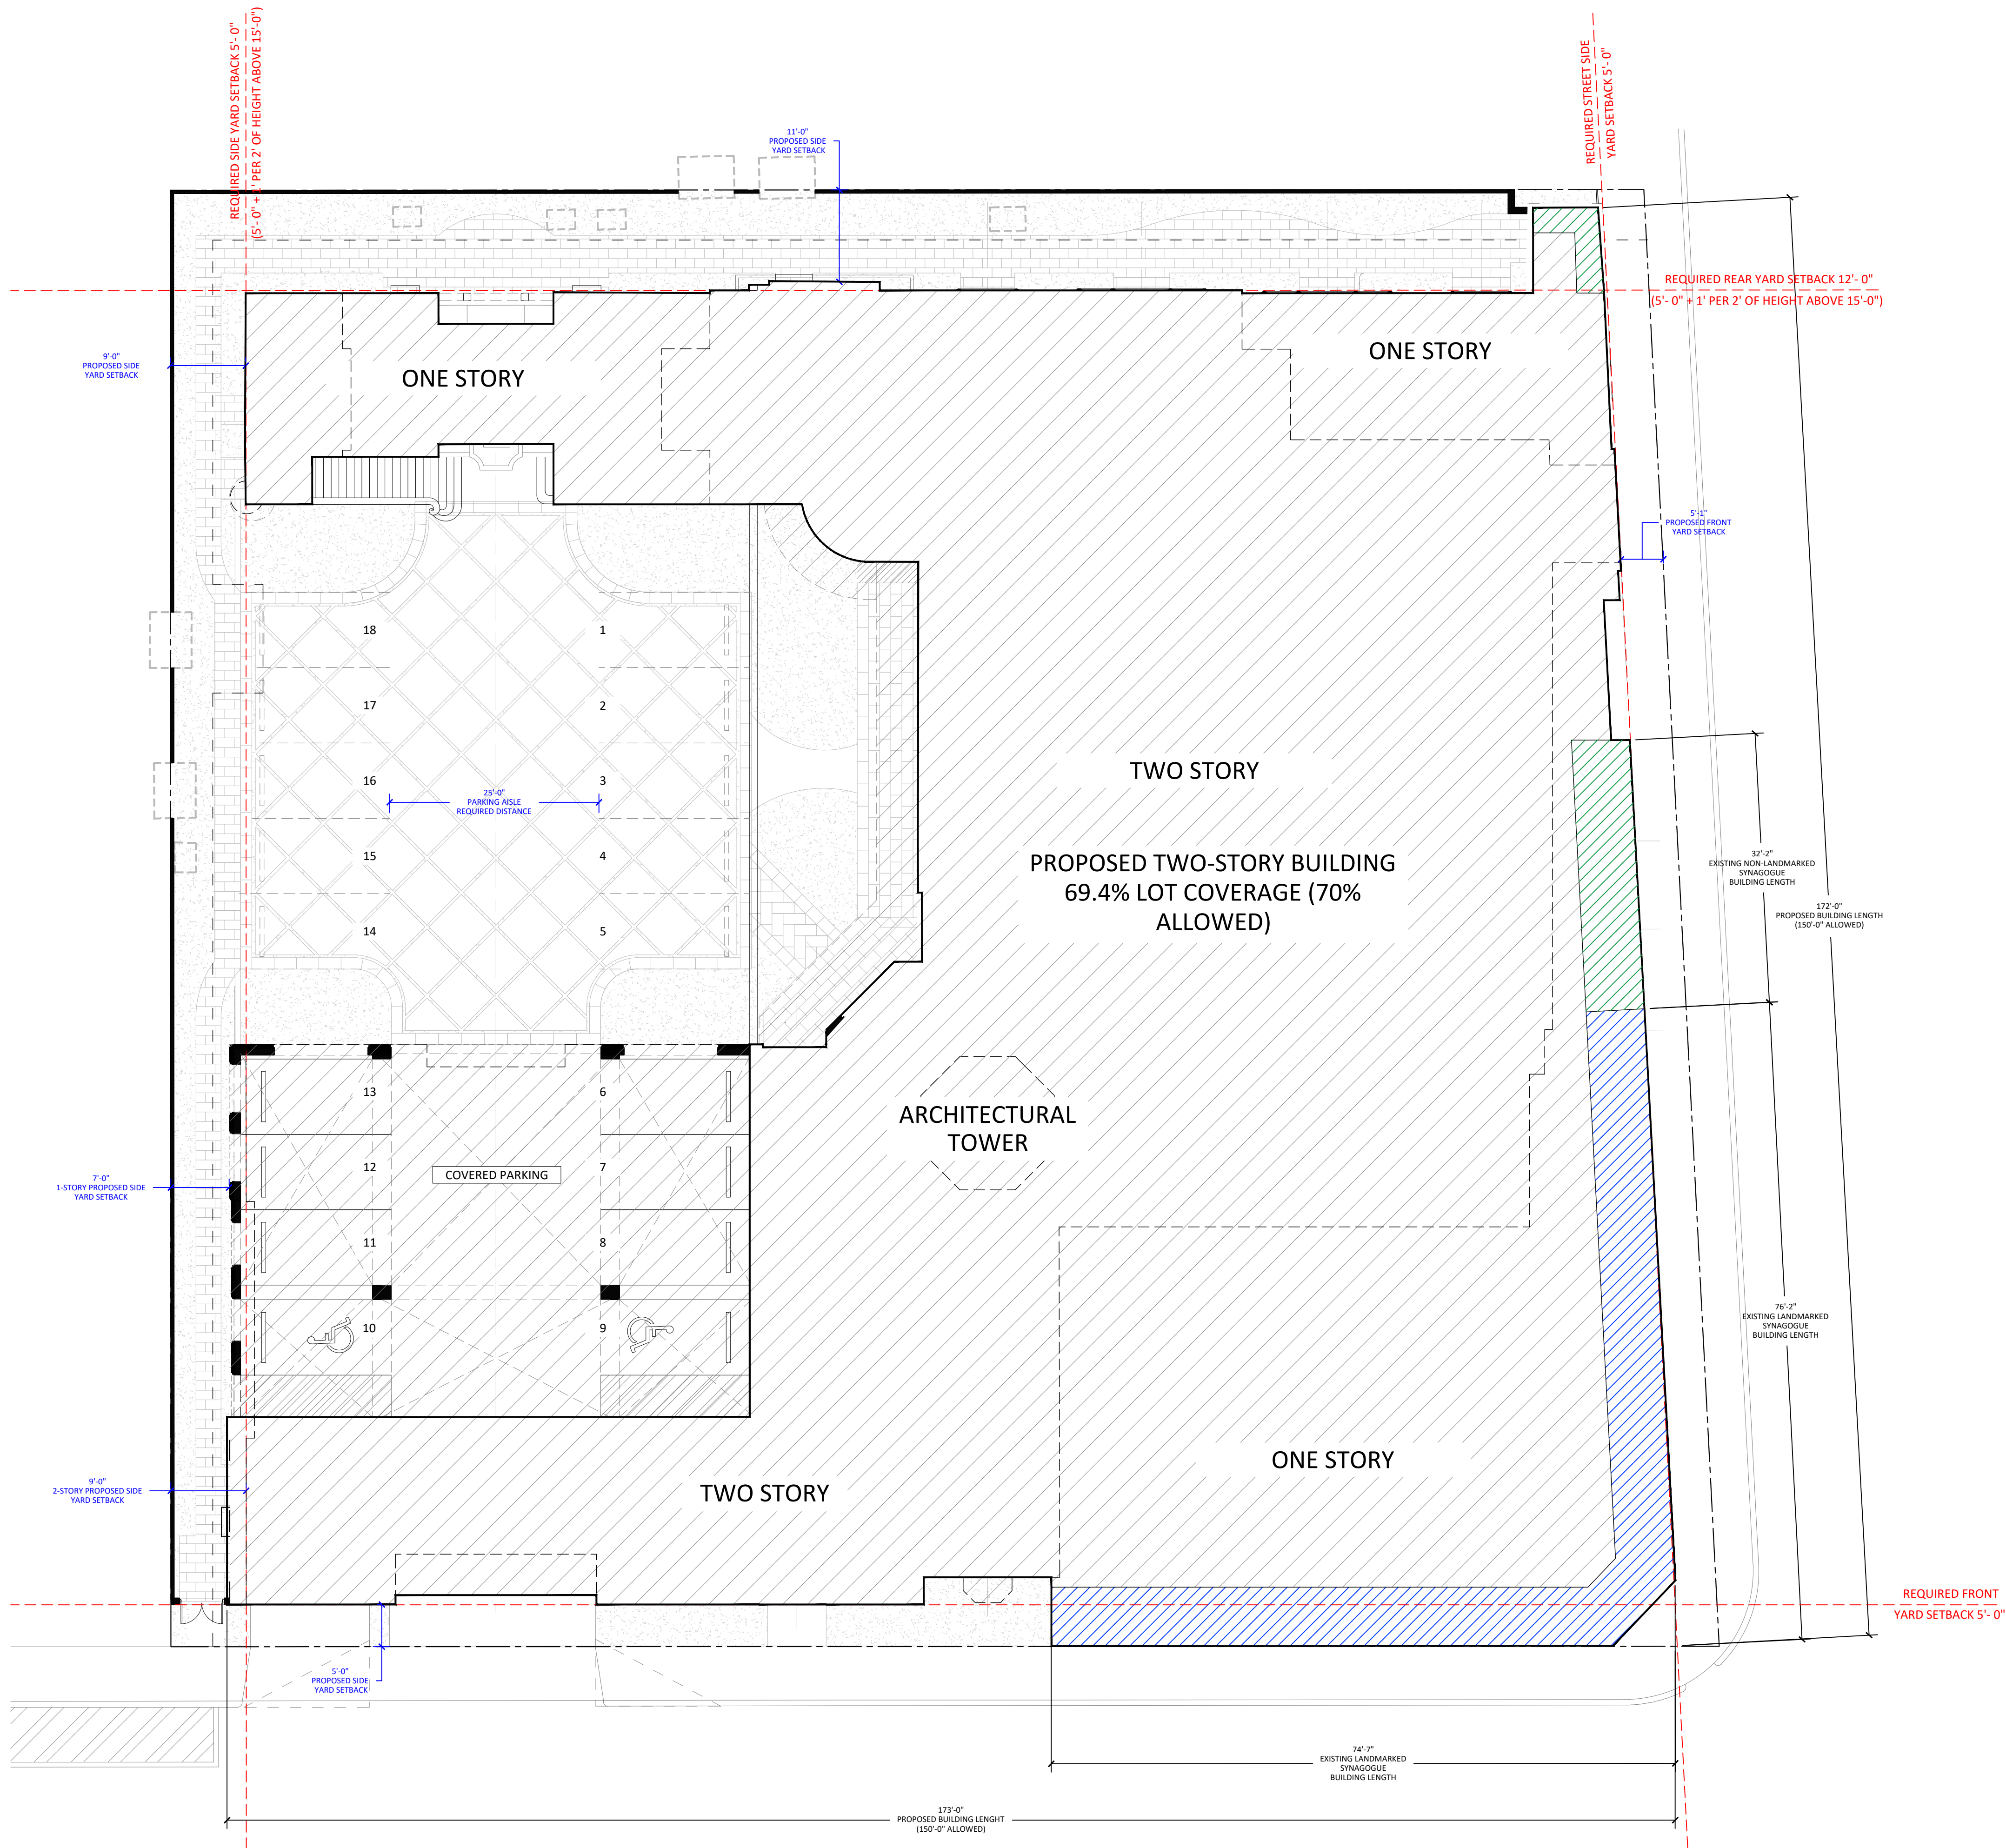 REQUIRED SIDE YARD SETBACK 5'- 0"
(5'- 0" + 1' PER 2' OF HEIGHT ABOVE 15'-0")
REQUIRED STREET SIDE
YARD SETBACK 5'- 0"
11'-0"
PROPOSED SIDE
YARD SETBACK
REQUIRED REAR YARD SETBACK 12'- 0"
(5'- 0" + 1' PER 2' OF HEIGHT ABOVE 15'-0")
9'-0"
PROPOSED SIDE
YARD SETBACK
ONE STORY
ONE STORY
5'-1"
PROPOSED FRONT
YARD SETBACK
18
1
17
2
16
3
25'-0"
PARKING AISLE
REQUIRED DISTANCE
15
4
14
5
TWO STORY
PROPOSED TWO-STORY BUILDING
69.4% LOT COVERAGE (70%
ALLOWED)
32'-2"
EXISTING NON-LANDMARKED
SYNAGOGUE
BUILDING LENGTH
172'-0"
PROPOSED BUILDING LENGTH
(150'-0" ALLOWED)
13
6
ARCHITECTURAL
TOWER
12
7
COVERED PARKING
7'-0"
1-STORY PROPOSED SIDE
YARD SETBACK
11
8
10
9
76'-2"
EXISTING LANDMARKED
SYNAGOGUE
BUILDING LENGTH
9'-0"
2-STORY PROPOSED SIDE
YARD SETBACK
TWO STORY
ONE STORY
REQUIRED FRONT
YARD SETBACK 5'- 0"
5'-0"
PROPOSED SIDE
YARD SETBACK
74'-7"
EXISTING LANDMARKED
SYNAGOGUE
BUILDING LENGTH
173'-0"
PROPOSED BUILDING LENGHT
(150'-0" ALLOWED)